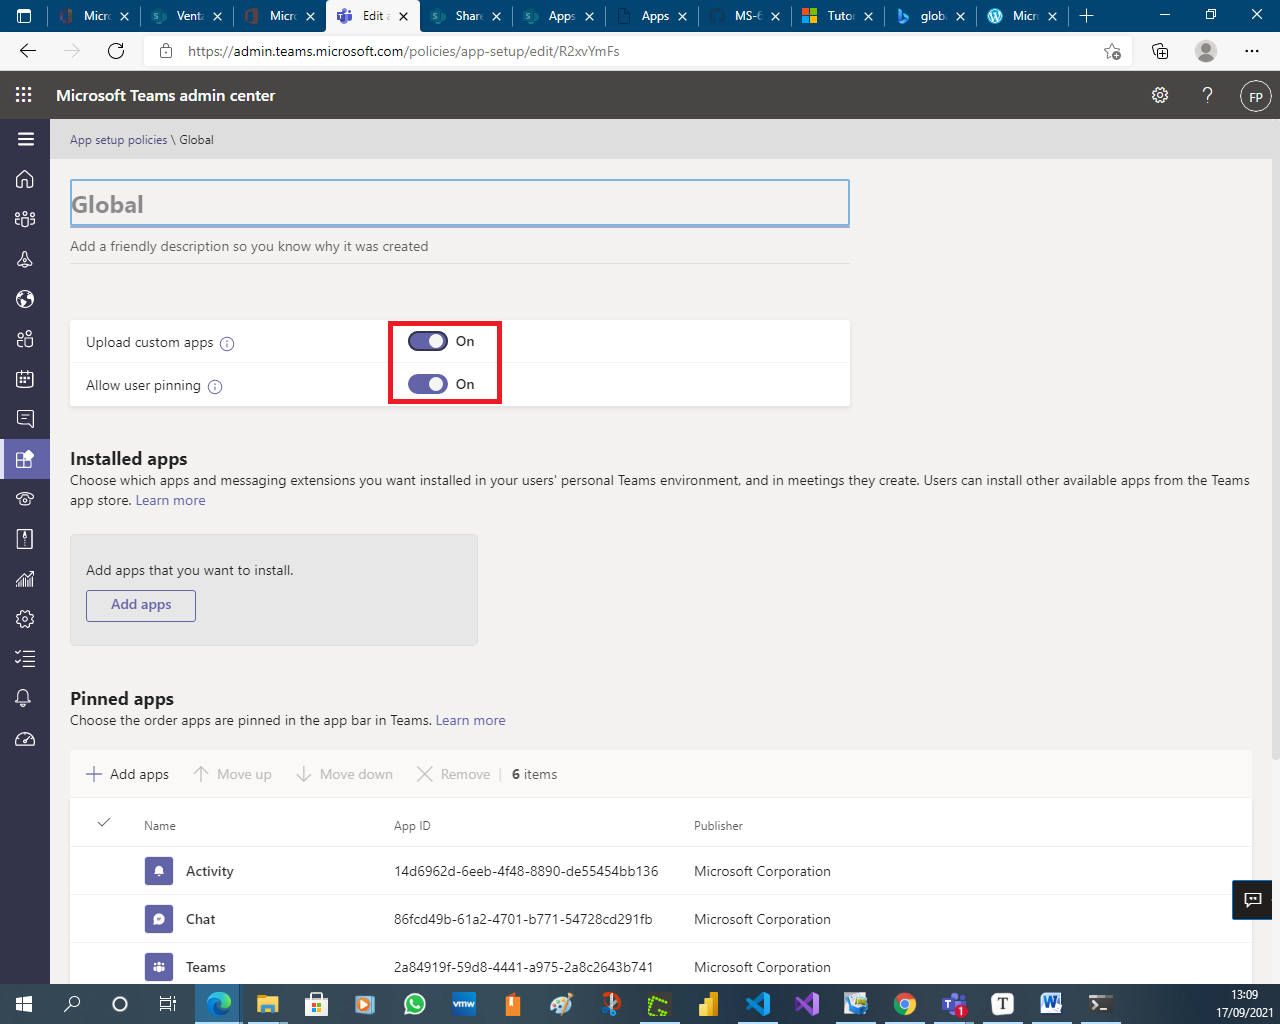 Micro
Venta
Micro
Edit a
Share
Apps
Apps
MS-6
Tutor
globa
Micro
https://admin.teams.microsoft.com/policies/app-setup/edit/R2xvYmFs
Microsoft Teams admin center
FP
App setup policies \ Global
Global
Add a friendly description so you know why it was created
Upload custom apps On
Allow user pinning On
Installed apps
Choose which apps and messaging extensions you want installed in your users' personal Teams environment, and in meetings they create. Users can install other available apps from the Teams
app store. Learn more
Add apps that you want to install.
Add apps
Pinned apps
Choose the order apps are pinned in the app bar in Teams. Learn more
Add apps Move up Move down Remove 6 items
Name App ID Publisher
Activity 14d6962d-6eeb-4f48-8890-de55454bb136 Microsoft Corporation
Chat 86fcd49b-61a2-4701-b771-54728cd291fb Microsoft Corporation
Teams 2a84919f-59d8-4441-a975-2a8c2643b741 Microsoft Corporation
vmw
1
T
13:09
17/09/2021